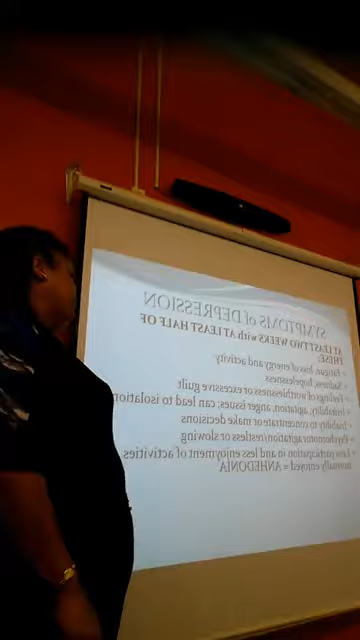 SYMPTOMS of DEPRESSION
AT LEAST TWO WEEKS with AT LEAST HALF OF
THESE:
• Fatigue, loss of energy and activity
• Sadness, hopelessness
• Feelings of worthlessness or excessive guilt
• Irritability, agitation, anger issues; can lead to isolation
• Inability to concentrate or make decisions
• Psychomotor agitation/restless or slowing
• Less participation in and less enjoyment of activities
normally enjoyed = ANHEDONIA